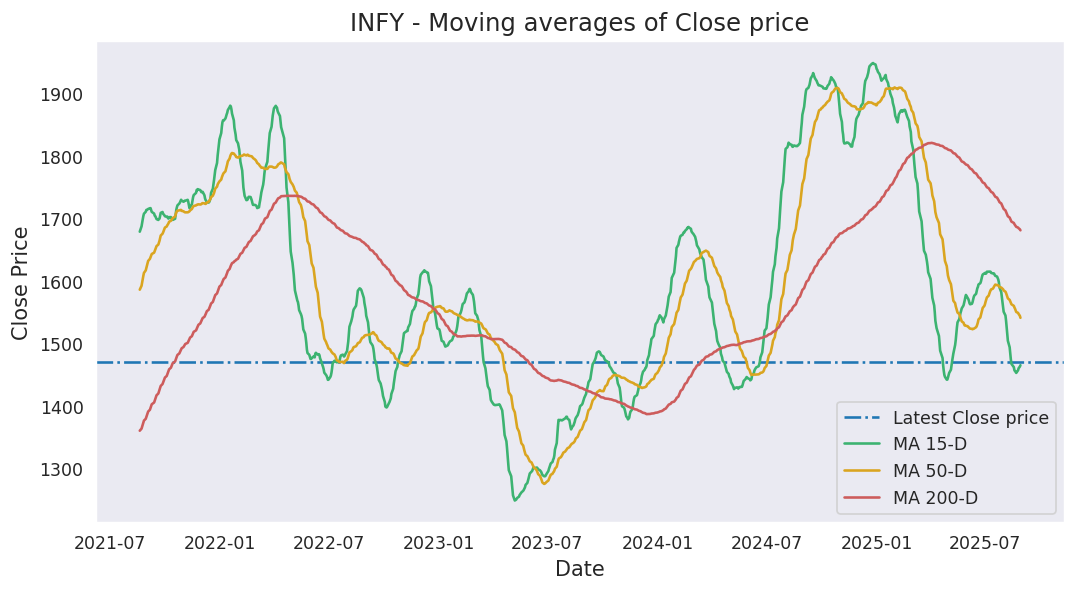 INFY - Moving averages of Close price
Close Price
1900
1800
1700
1600
1500
1400
1300
Latest Close price
MA 15-D
MA 50-D
MA 200-D
2021-07 2022-01 2022-07 2023-01 2023-07 2024-01 2024-07 2025-01 2025-07
Date